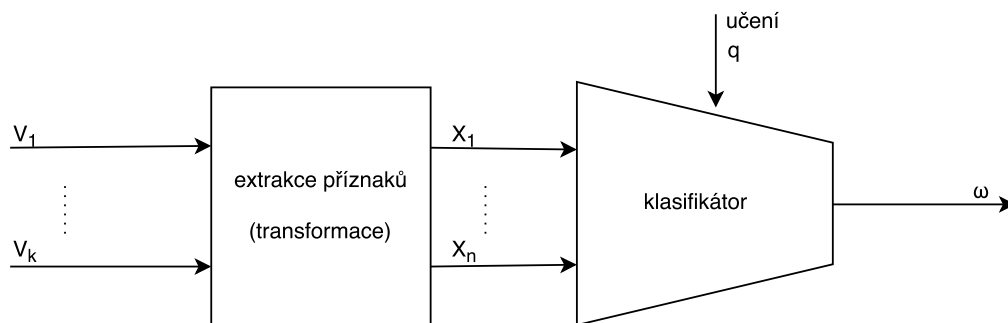 učení
q
V₁
X₁
extrakce příznaků
(transformace)
klasifikátor
ω
Vₖ
Xₙ